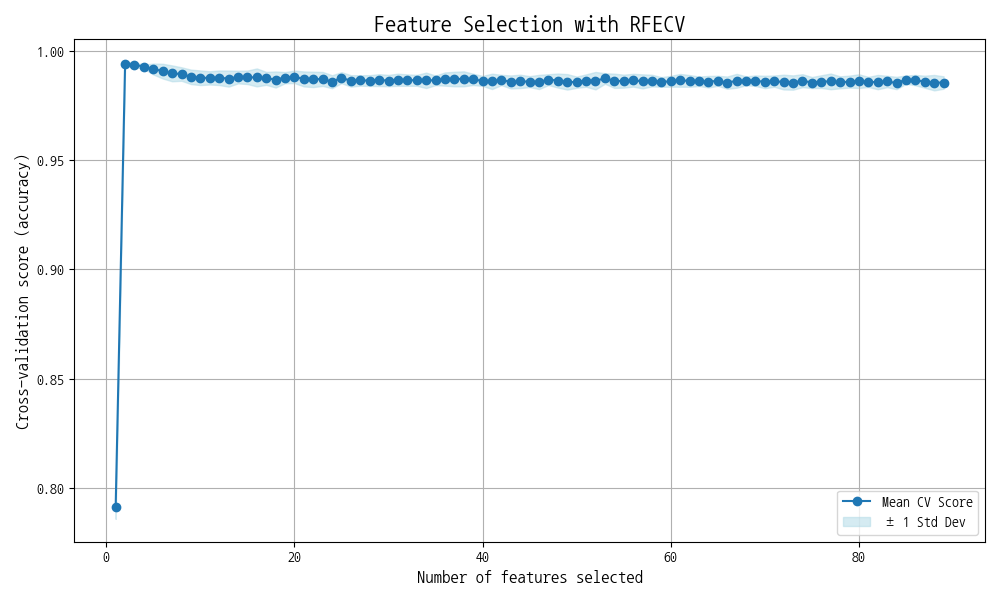 Feature Selection with RFECV
Cross-validation score (accuracy)
1.00
0.95
0.90
0.85
0.80
0
20
40
60
80
Number of features selected
Mean CV Score
± 1 Std Dev